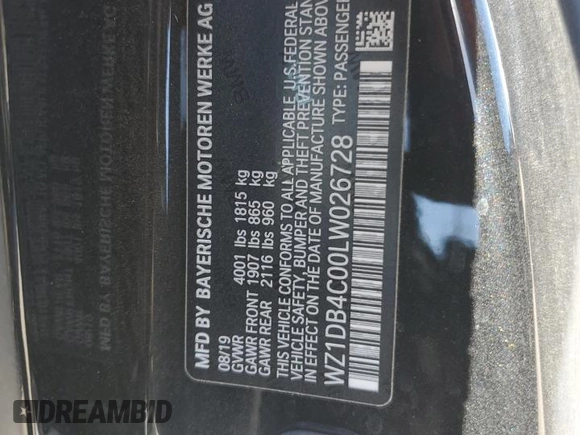 MFD BY BAYERISCHE MOTOREN WERKE AG
08/19
GVWR 4001 lbs 1815 kg
GAWR FRONT 1907 lbs 865 kg
GAWR REAR 2116 lbs 960 kg
THIS VEHICLE CONFORMS TO ALL APPLICABLE U.S. FEDERAL
VEHICLE SAFETY, BUMPER AND THEFT PREVENTION STAN
IN EFFECT ON THE DATE OF MANUFACTURE SHOWN ABOV
WZ1DB4C00LW026728 TYPE: PASSENGER
DREAMBID